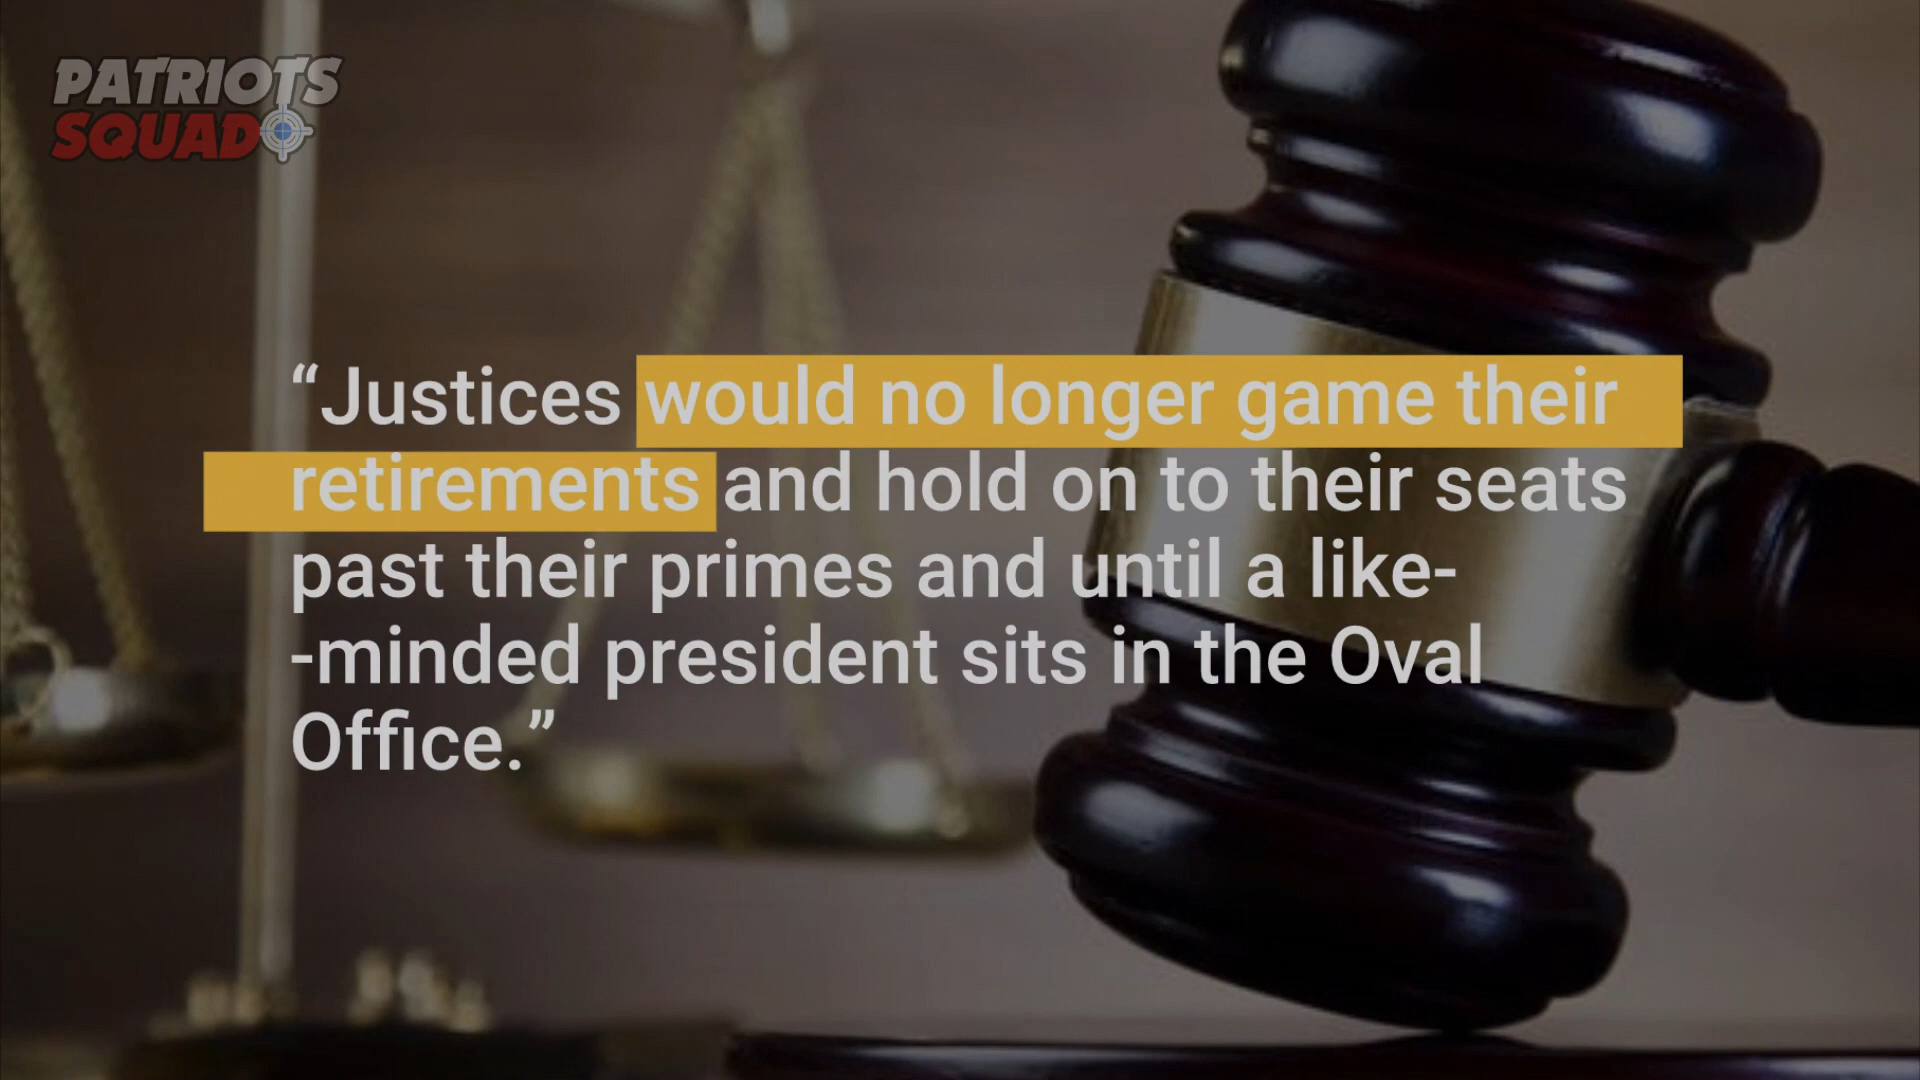 PATRIOTS
SQUAD
“Justices would no longer game their
retirements and hold on to their seats
past their primes and until a like-
-minded president sits in the Oval
Office.”